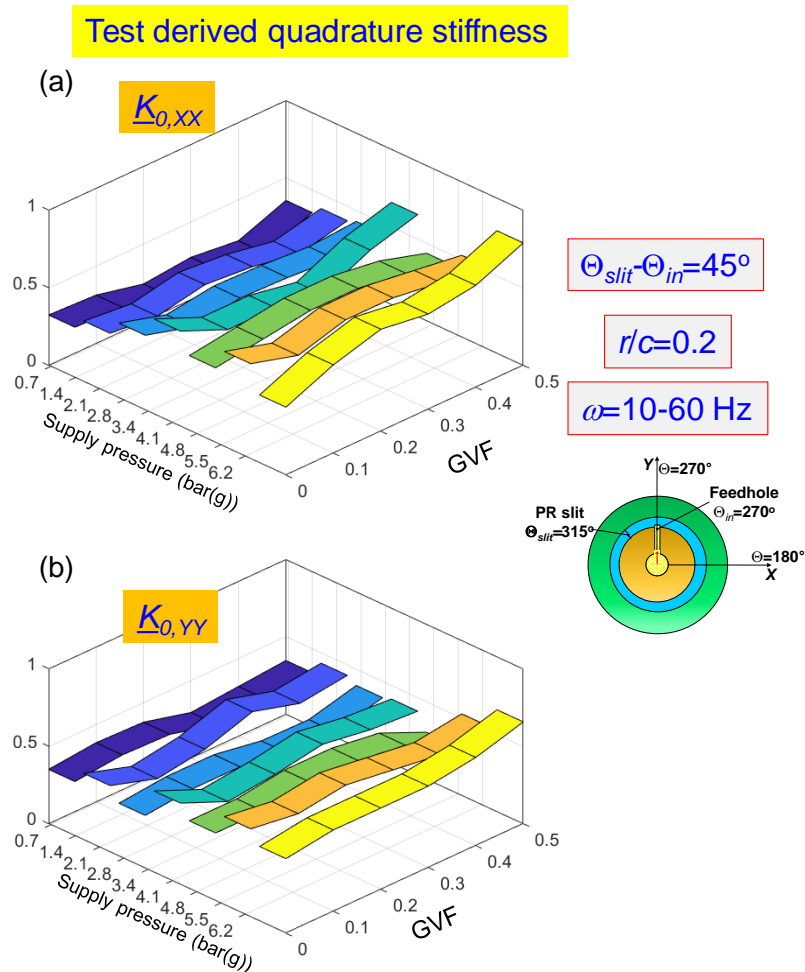 Test derived quadrature stiffness
(a)
K0,XX
1
0.5
0
0.7
1.4
2.1
2.8
3.4
4.1
4.8
5.5
6.2
Supply pressure (bar(g))
0
0.1
0.2
0.3
0.4
0.5
GVF
Θslit-Θin=45o
r/c=0.2
ω=10-60 Hz
Y Θ=270°
PR slit
Θslit=315°
Feedhole
Θin=270o
Θ=180°
X
(b)
K0,YY
1
0.5
0
0.7
1.4
2.1
2.8
3.4
4.1
4.8
5.5
6.2
Supply pressure (bar(g))
0
0.1
0.2
0.3
0.4
0.5
GVF